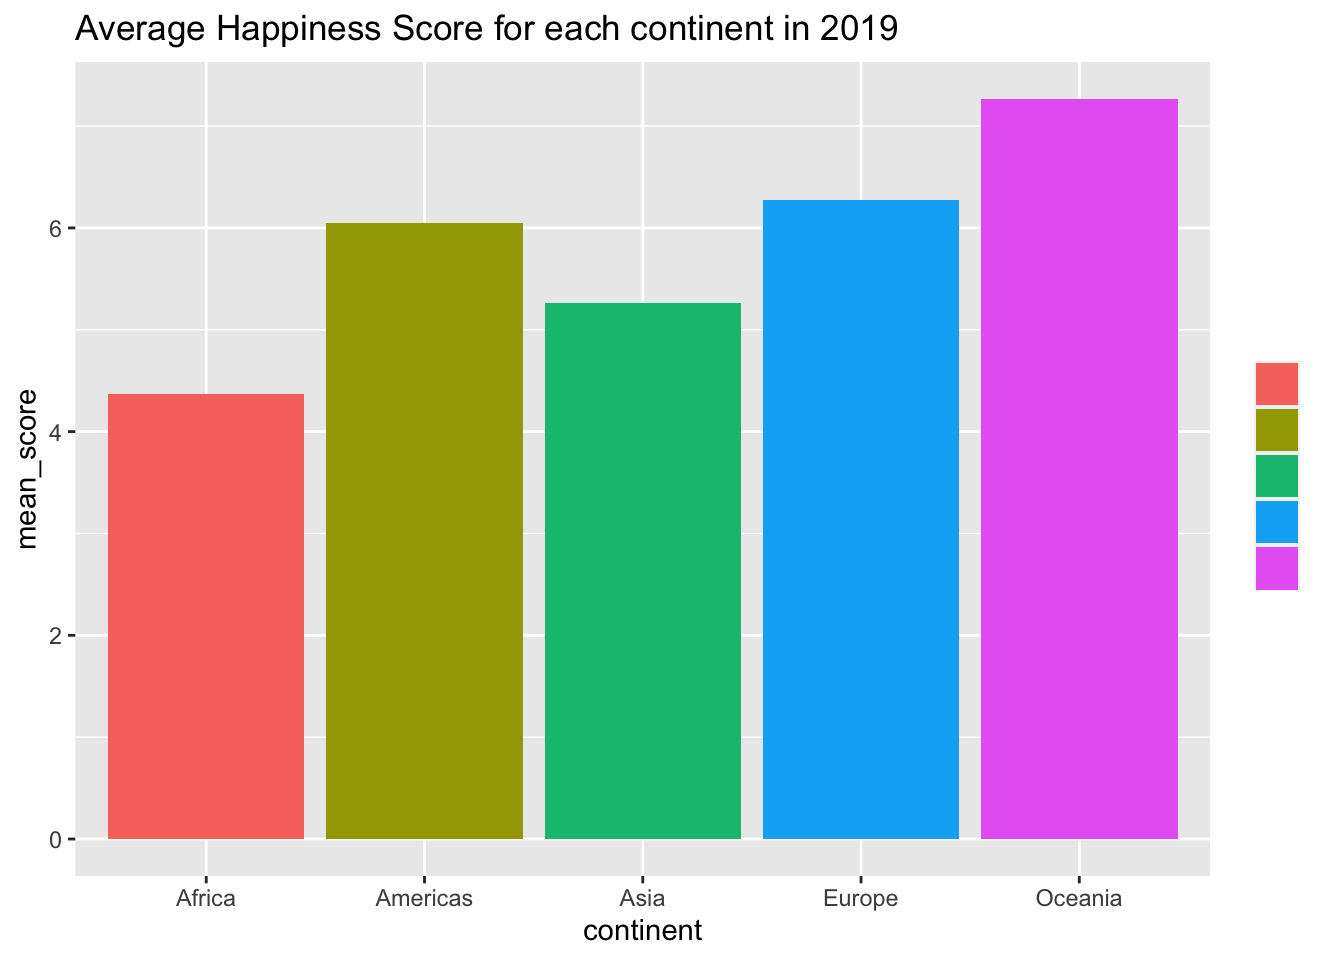 Average Happiness Score for each continent in 2019
mean_score
6
4
2
0
Africa Americas Asia Europe Oceania
continent